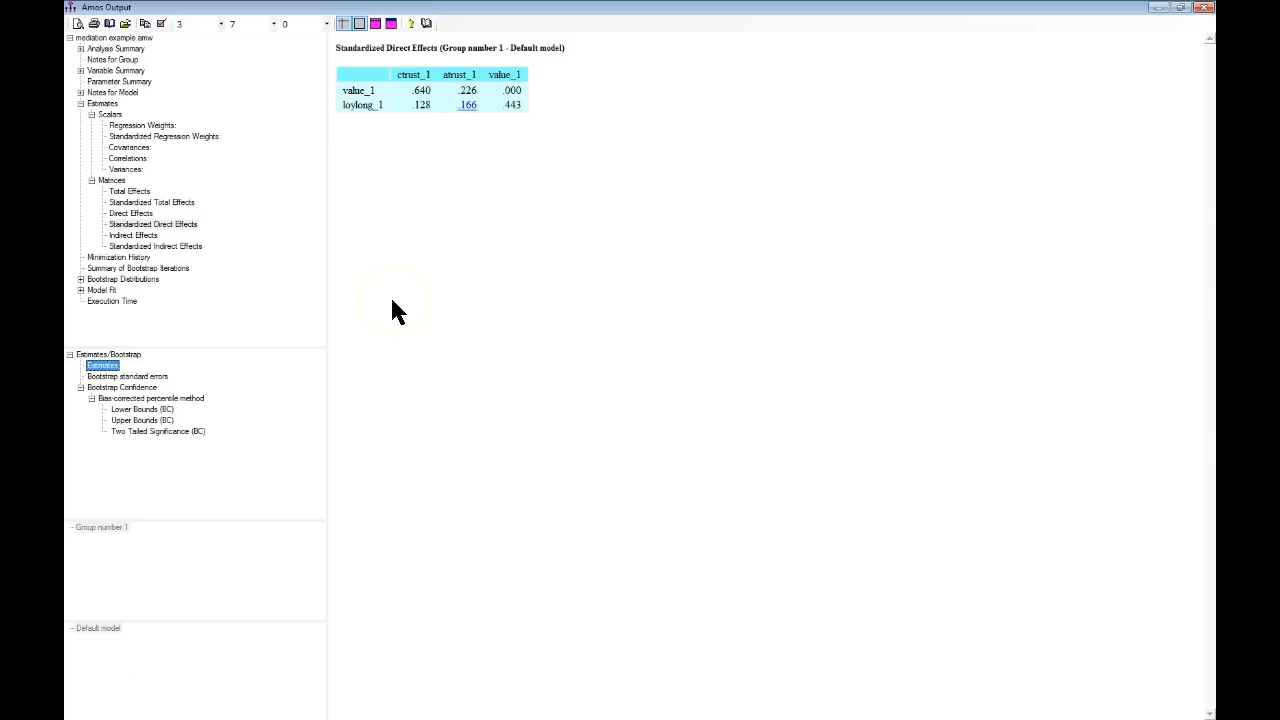 Amos Output
3 7 0
mediation example.amw
Analysis Summary
Notes for Group
Variable Summary
Parameter Summary
Notes for Model
Estimates
Scalars
Regression Weights:
Standardized Regression Weights:
Covariances:
Correlations:
Variances:
Matrices
Total Effects
Standardized Total Effects
Direct Effects
Standardized Direct Effects
Indirect Effects
Standardized Indirect Effects
Minimization History
Summary of Bootstrap Iterations
Bootstrap Distributions
Model Fit
Execution Time
Estimates/Bootstrap
Estimates
Bootstrap standard errors
Bootstrap Confidence
Bias-corrected percentile method
Lower Bounds (BC)
Upper Bounds (BC)
Two Tailed Significance (BC)
Group number 1
Default model
Standardized Direct Effects (Group number 1 - Default model)
ctrust_1 atrust_1 value_1
value_1 .640 .226 .000
loylong_1 .128 .166 .443